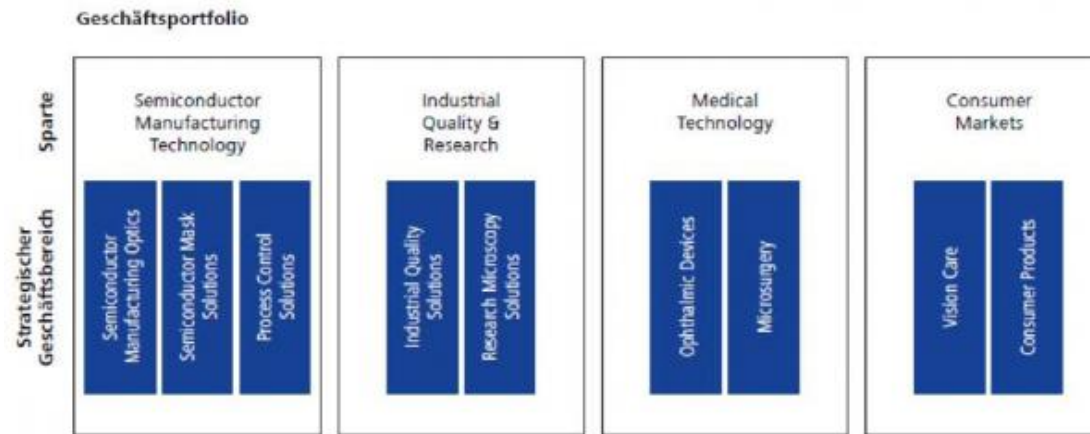 Geschäftsportfolio
Sparte
Semiconductor
Manufacturing
Technology
Industrial
Quality &
Research
Medical
Technology
Consumer
Markets
Strategischer
Geschäftsbereich
Semiconductor
Manufacturing Optics
Semiconductor Mask
Solutions
Process Control
Solutions
Industrial Quality
Solutions
Research Microscopy
Solutions
Ophthalmic Devices
Microsurgery
Vision Care
Consumer Products